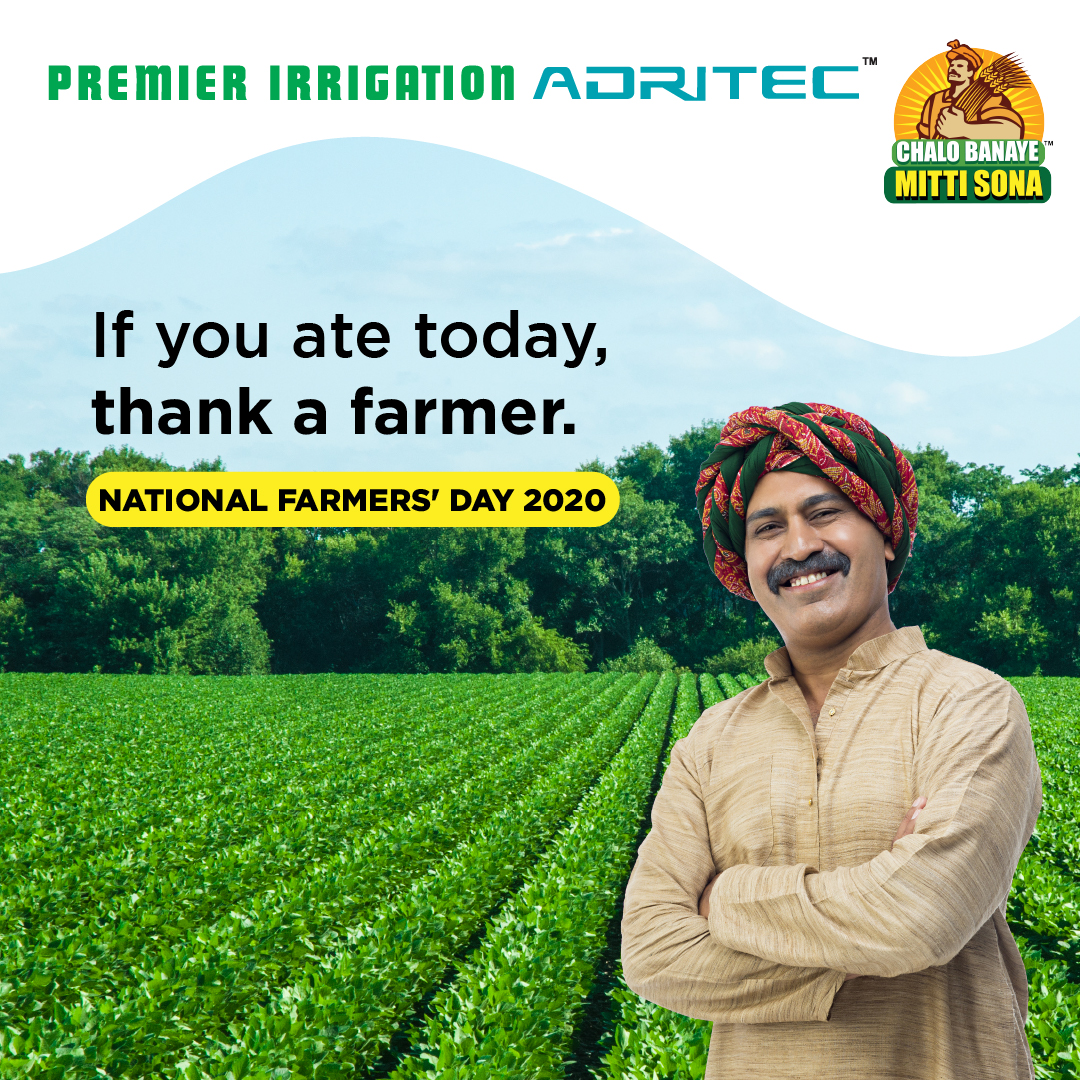 PREMIER IRRIGATION ADRITEC™
CHALO BANAYE™
MITTI SONA
If you ate today,
thank a farmer.
NATIONAL FARMERS' DAY 2020